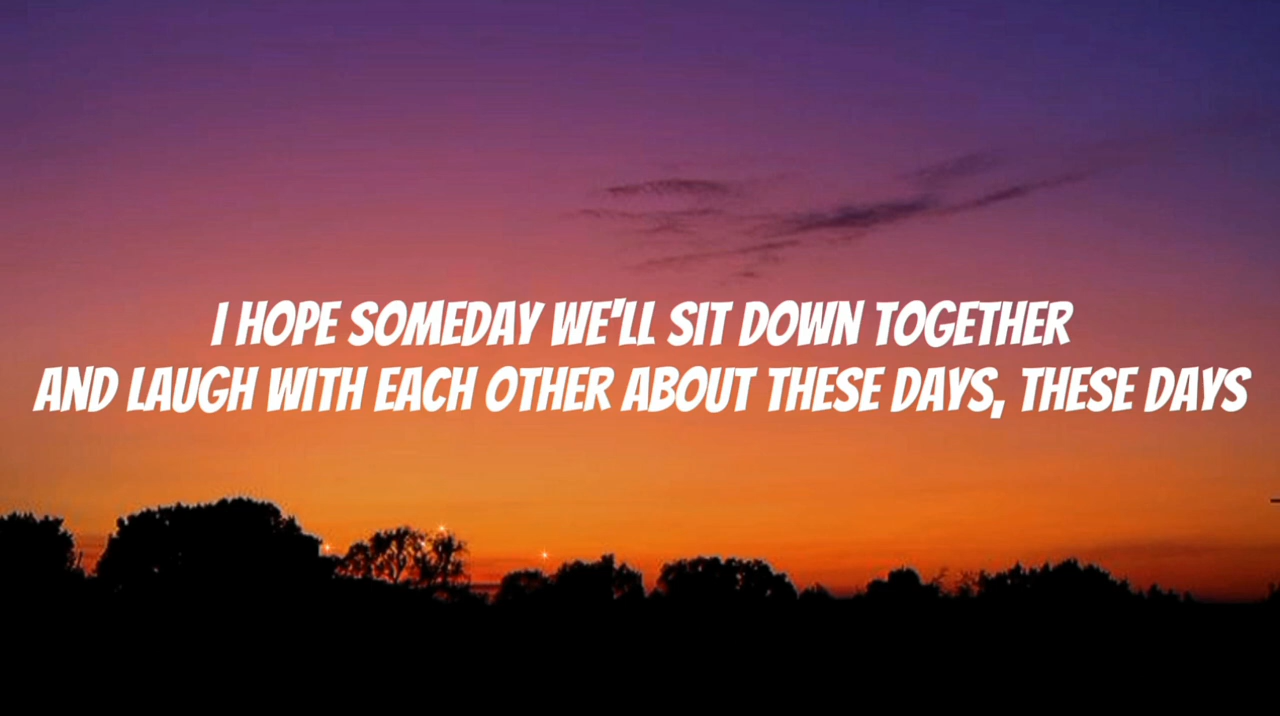 I HOPE SOMEDAY WE'LL SIT DOWN TOGETHER
AND LAUGH WITH EACH OTHER ABOUT THESE DAYS, THESE DAYS